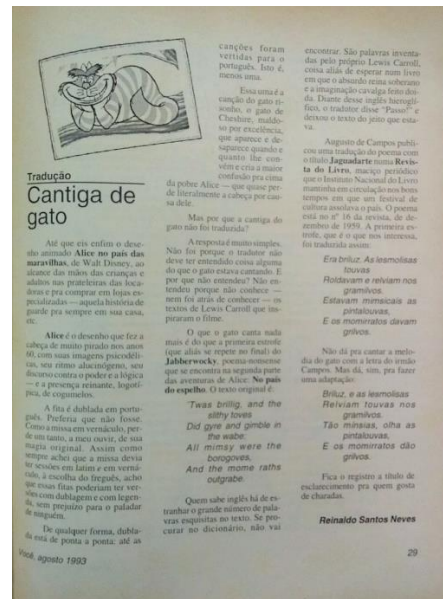 Tradução
Cantiga de
gato
Até que eis enfim o dese-
nho animado Alice no país das
maravilhas, de Walt Disney, ao
alcance das mãos das crianças e
adultos nas prateleiras das loca-
doras e pra comprar em lojas es-
pecializadas — aquela história de
guarde pra sempre em sua casa,
etc.
Alice é o desenho que fez a
cabeça de muito pirado nos anos
60, com suas imagens psicodéli-
cas, seu ritmo alucinógeno, seu
discurso contra o poder e a lógica
— e a presença reinante, logotí-
pica, de cogumelos.
A fita é dublada em portu-
guês. Preferia que não fosse.
Como a missa em vernáculo, per-
de um tanto, a meu ouvir, de sua
magia original. Assim como
sempre achei que a missa devia
ter sessões em latim e em verná-
culo, à escolha do freguês, acho
que essas fitas poderiam ter ver-
sões com dublagem e com legen-
da, sem prejuízo para o paladar
de ninguém.
De qualquer forma, dubla-
da está de ponta a ponta: até as
canções foram
vertidas para o
português. Isto é,
menos uma.
Essa uma é a
canção do gato ri-
sonho, o gato de
Cheshire, maldo-
so por excelência,
que aparece e de-
saparece quando e
quanto lhe con-
vém e cria a maior
confusão pra cima
da pobre Alice — que quase per-
de literalmente a cabeça por cau-
sa dele.
Mas por que a cantiga do
gato não foi traduzida?
A resposta é muito simples.
Não foi porque o tradutor não
deve ter entendido coisa alguma
do que o gato estava cantando. E
por que não entendeu? Não en-
tendeu porque não conhece —
nem foi atrás de conhecer — os
textos de Lewis Carroll que ins-
piraram o filme.
O que o gato canta nada
mais é do que a primeira estrofe
(que aliás se repete no final) do
Jabberwocky, poema-nonsense
que se encontra na segunda parte
das aventuras de Alice: No país
do espelho. O texto original é:
'Twas brillig, and the
slithy toves
Did gyre and gimble in
the wabe:
All mimsy were the
borogoves,
And the mome raths
outgrabe.
Quem sabe inglês há de es-
tranhar o grande número de pala-
vras esquisitas no texto. Se pro-
curar no dicionário, não vai
encontrar. São palavras inventa-
das pelo próprio Lewis Carroll,
coisa aliás de esperar num livro
em que o absurdo reina soberano
e a imaginação cavalga feito doi-
da. Diante desse inglês hieroglí-
fico, o tradutor disse "Passo" e
deixou o texto do jeito que esta-
va.
Augusto de Campos publi-
cou uma tradução do poema com
o título Jaguadarte numa Revis-
ta do Livro, maciço periódico
que o Instituto Nacional do Livro
mantinha em circulação nos bons
tempos em que um festival de
cultura assolava o país. O poema
está no nº 16 da revista, de de-
zembro de 1959. A primeira es-
trofe, que é o que nos interessa,
foi traduzida assim:
Era briluz. As lesmolisas
touvas
Roldavam e relviam nos
gramilvos.
Estavam mimsicais as
pintalouvas,
E os momirratos davam
grilvos.
Não dá pra cantar a melo-
dia do gato com a letra do irmão
Campos. Mas dá, sim, pra fazer
uma adaptação:
Briluz, e as lesmolisas
Relviam touvas nos
gramilvos.
Tão mínsias, olha as
pintalouvas,
E os momirratos dão
grilvos.
Fica o registro a título de
esclarecimento pra quem gosta
de charadas.
Reinaldo Santos Neves
Você, agosto 1993
29